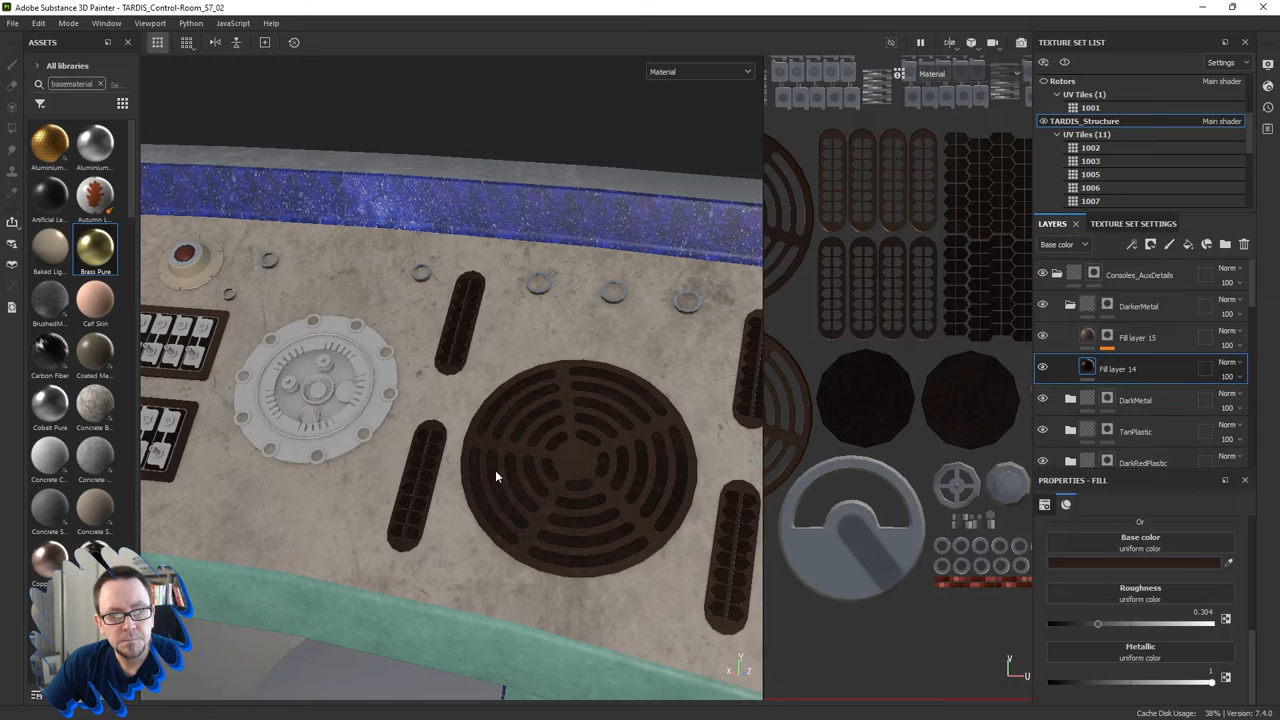 Adobe Substance 3D Painter - TARDIS_Control-Room_S7_02
File Edit Mode Window Viewport Python JavaScript Help
ASSETS
All libraries
basematerial Se...
Aluminium... Aluminium...
Artificial Le... Autumn L...
Baked Lig... Brass Pure
BrushedM... Calf Skin
Carbon Fiber Coated Me...
Cobalt Pure Concrete B...
Concrete C... Concrete ...
Concrete S... Concrete S...
Material
Material
Y
X Z
V
U
TEXTURE SET LIST
Settings
Rotors Main shader
UV Tiles (1)
1001
TARDIS_Structure Main shader
UV Tiles (11)
1002
1003
1005
1006
1007
LAYERS TEXTURE SET SETTINGS
Base color
Consoles_AuxDetails Norm 100
DarkerMetal Norm 100
Fill layer 15 Norm 100
Fill layer 14 Norm 100
DarkMetal Norm 100
TanPlastic Norm 100
DarkRedPlastic Norm
PROPERTIES - FILL
Or
Base color
uniform color
Roughness
uniform color
0.304
Metallic
uniform color
1
Cache Disk Usage: 38% | Version: 7.4.0